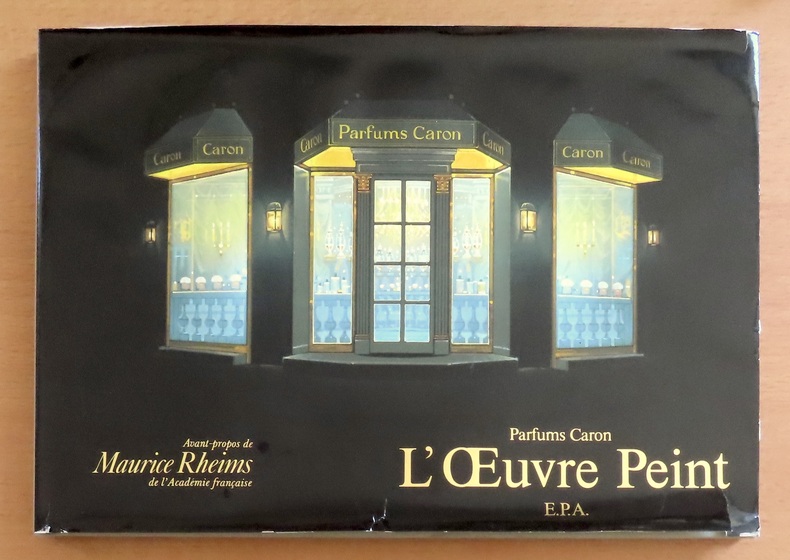 Caron Caron
Caron Parfums Caron Caron
Caron Caron
Avant-propos de
Maurice Rheims
de l'Académie française
Parfums Caron
L'Œuvre Peint
E.P.A.